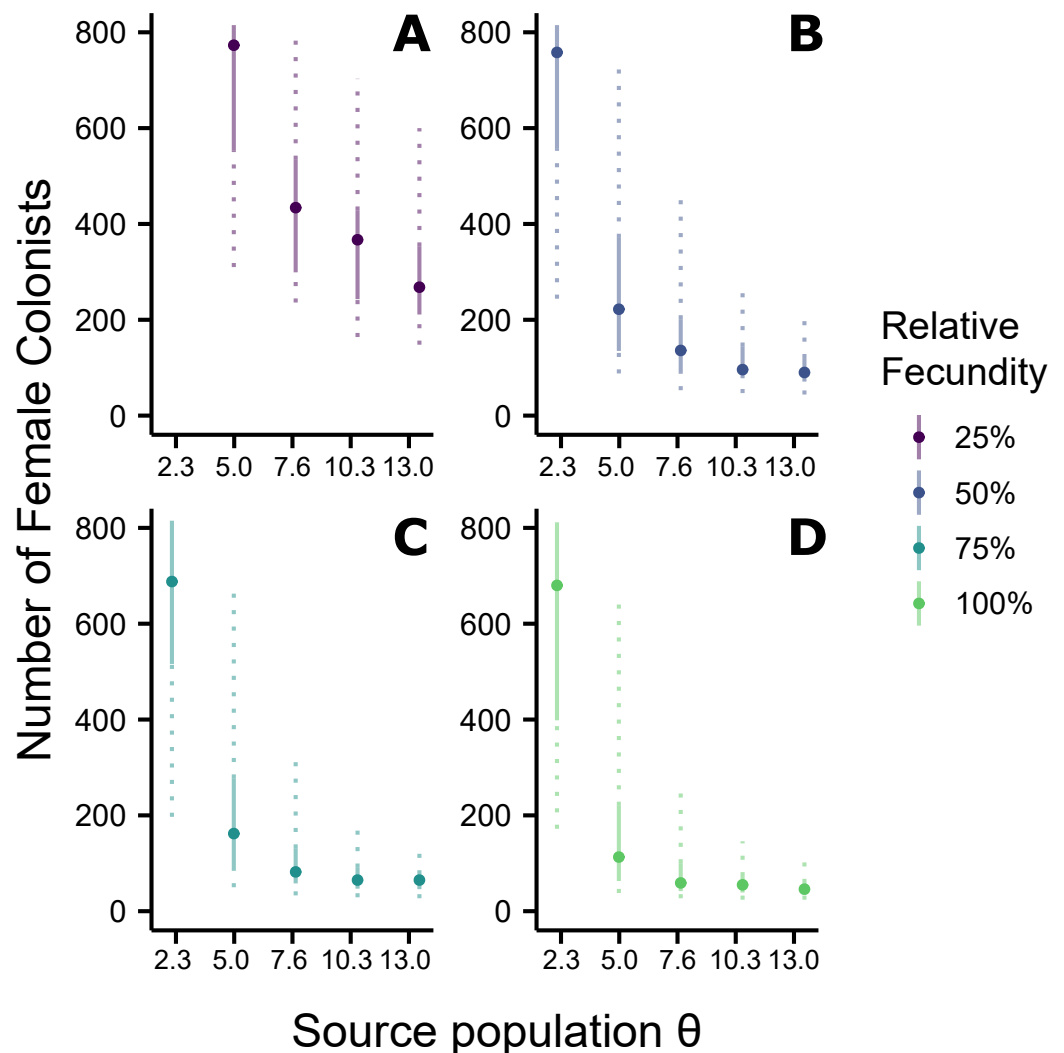 Number of Female Colonists
A
800
600
400
200
0
2.3 5.0 7.6 10.3 13.0
B
800
600
400
200
0
2.3 5.0 7.6 10.3 13.0
C
800
600
400
200
0
2.3 5.0 7.6 10.3 13.0
D
800
600
400
200
0
2.3 5.0 7.6 10.3 13.0
Source population θ
Relative
Fecundity
25%
50%
75%
100%